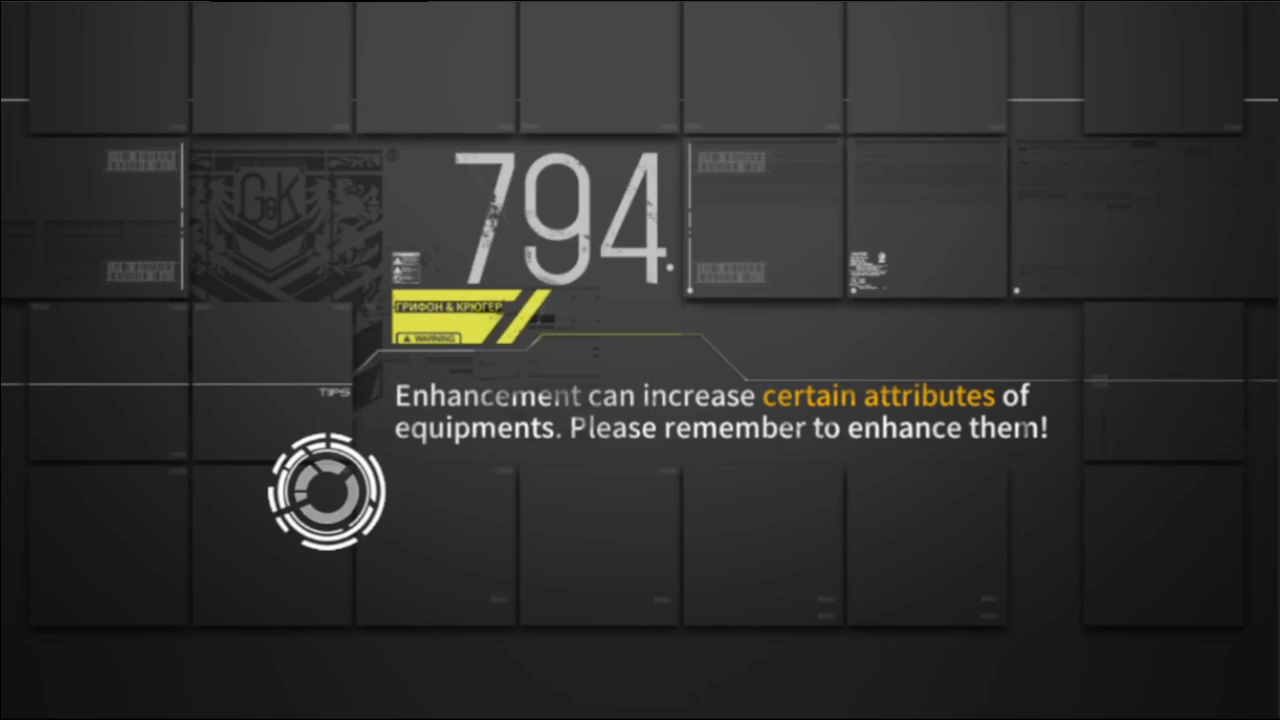 G&K
794.
ГРИФОН & КРЮГЕР
WARNING
TIPS
Enhancement can increase certain attributes of
equipments. Please remember to enhance them!